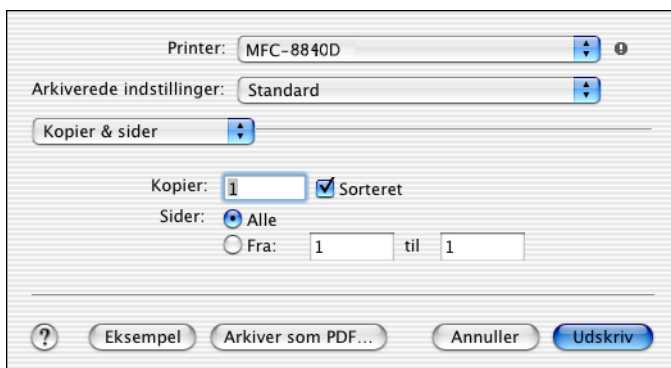 Printer: MFC-8840D
Arkiverede indstillinger: Standard
Kopier & sider
Kopier: 1 Sorteret
Sider: Alle
Fra: 1 til 1
? Eksempel Arkiver som PDF... Annuller Udskriv